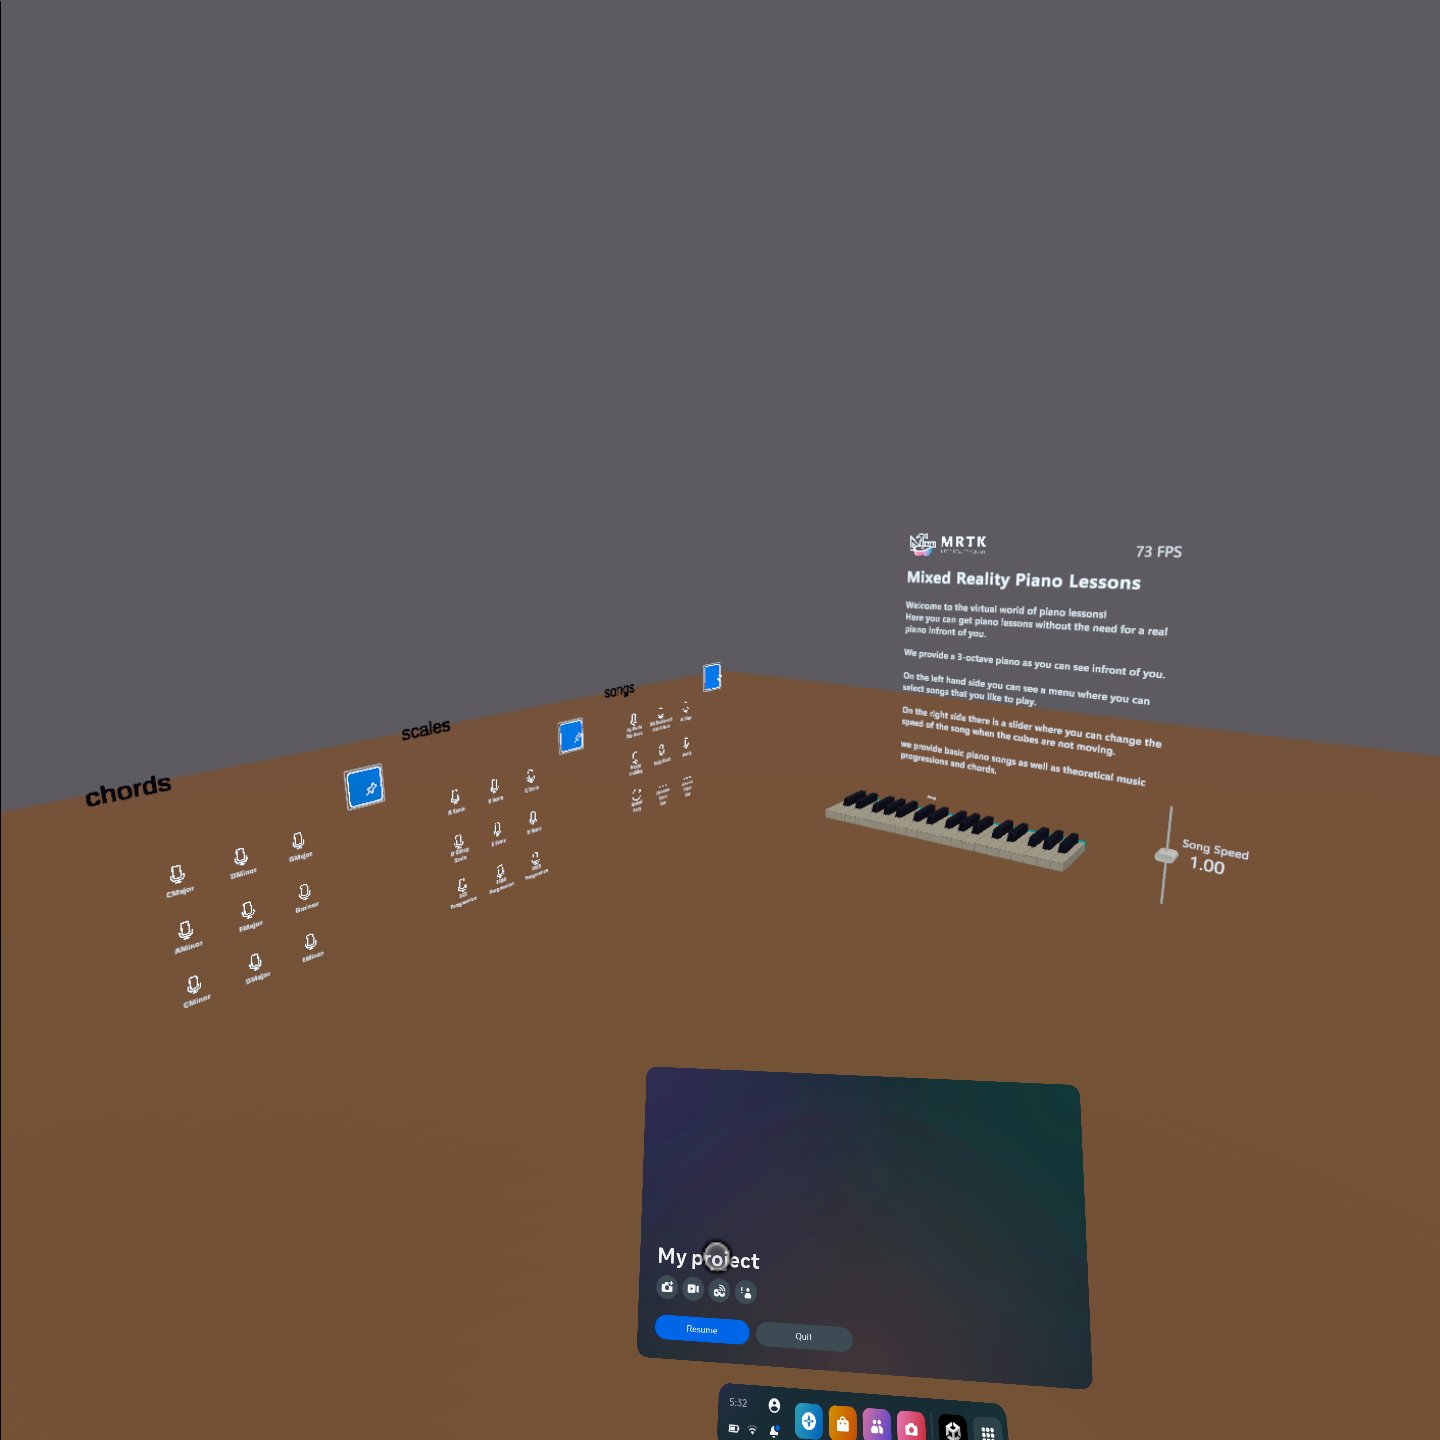 MRTK
73 FPS
Mixed Reality Piano Lessons
Welcome to the virtual world of piano lessons!
Here you can get piano lessons without the need for a real
piano infront of you.
We provide a 3-octave piano as you can see infront of you.
On the left hand side you can see a menu where you can
select songs that you like to play.
On the right side there is a slider where you can change the
speed of the song when the cubes are not moving.
we provide basic piano songs as well as theoretical music
progressions and chords.
songs
scales
chords
CMajor
DMinor
GMajor
AMinor
FMajor
Gminor
CMinor
DMajor
EMinor
Song Speed
1.00
My project
Resume
Quit
5:32